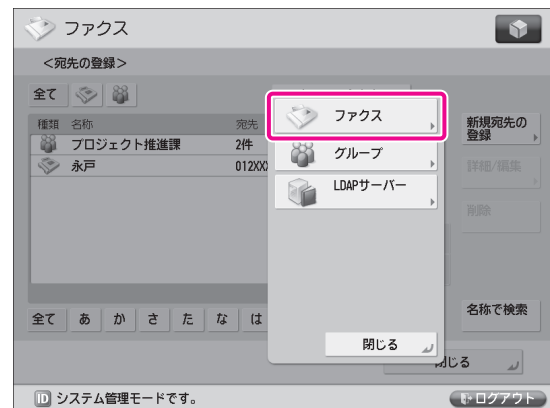 ファクス
<宛先の登録>
全て
種類 名称 宛先
プロジェクト推進課 2件
永戸 012XXX
ファクス
グループ
LDAPサーバー
閉じる
新規宛先の
登録
詳細/編集
削除
名称で検索
全て あ か さ た な は
閉じる
ID システム管理モードです。
ログアウト